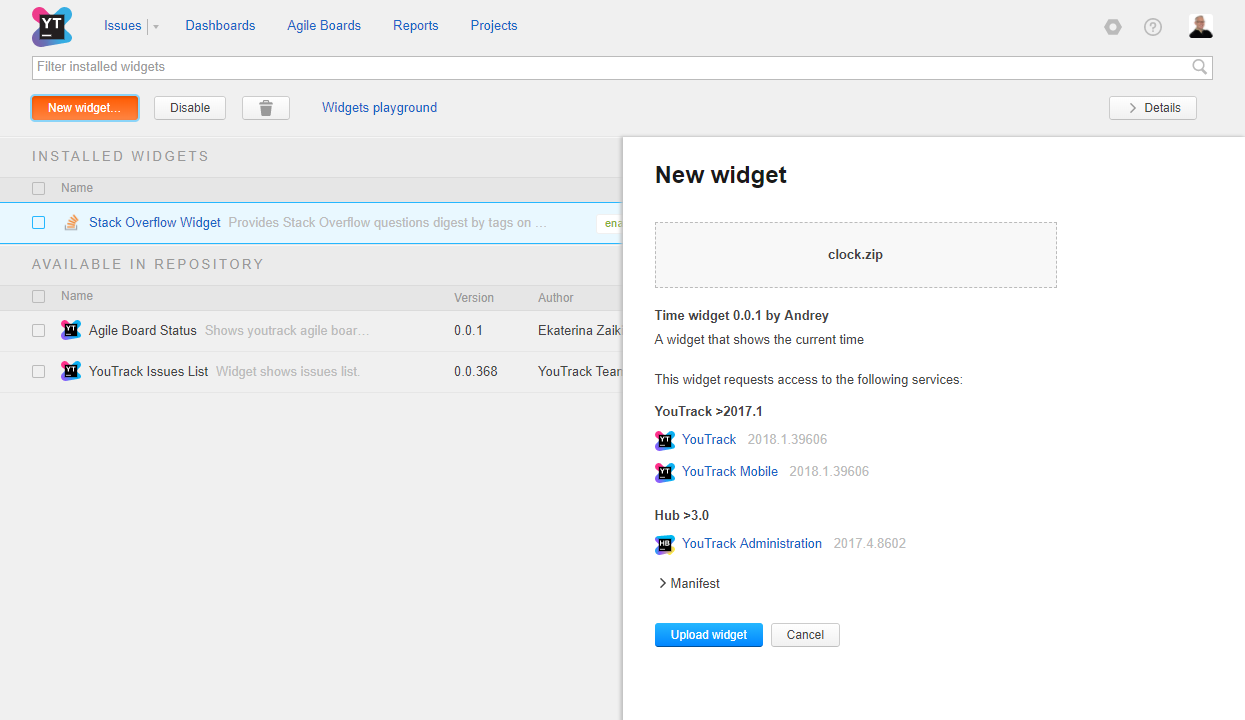 YT Issues Dashboards Agile Boards Reports Projects
Filter installed widgets
New widget... Disable Widgets playground Details
INSTALLED WIDGETS
Name
Stack Overflow Widget Provides Stack Overflow questions digest by tags on ... ena
AVAILABLE IN REPOSITORY
Name Version Author
YT Agile Board Status Shows youtrack agile boar... 0.0.1 Ekaterina Zaik
YT YouTrack Issues List Widget shows issues list. 0.0.368 YouTrack Tear
New widget
clock.zip
Time widget 0.0.1 by Andrey
A widget that shows the current time
This widget requests access to the following services:
YouTrack >2017.1
YT YouTrack 2018.1.39606
YT YouTrack Mobile 2018.1.39606
Hub >3.0
HB YouTrack Administration 2017.4.8602
Manifest
Upload widget Cancel